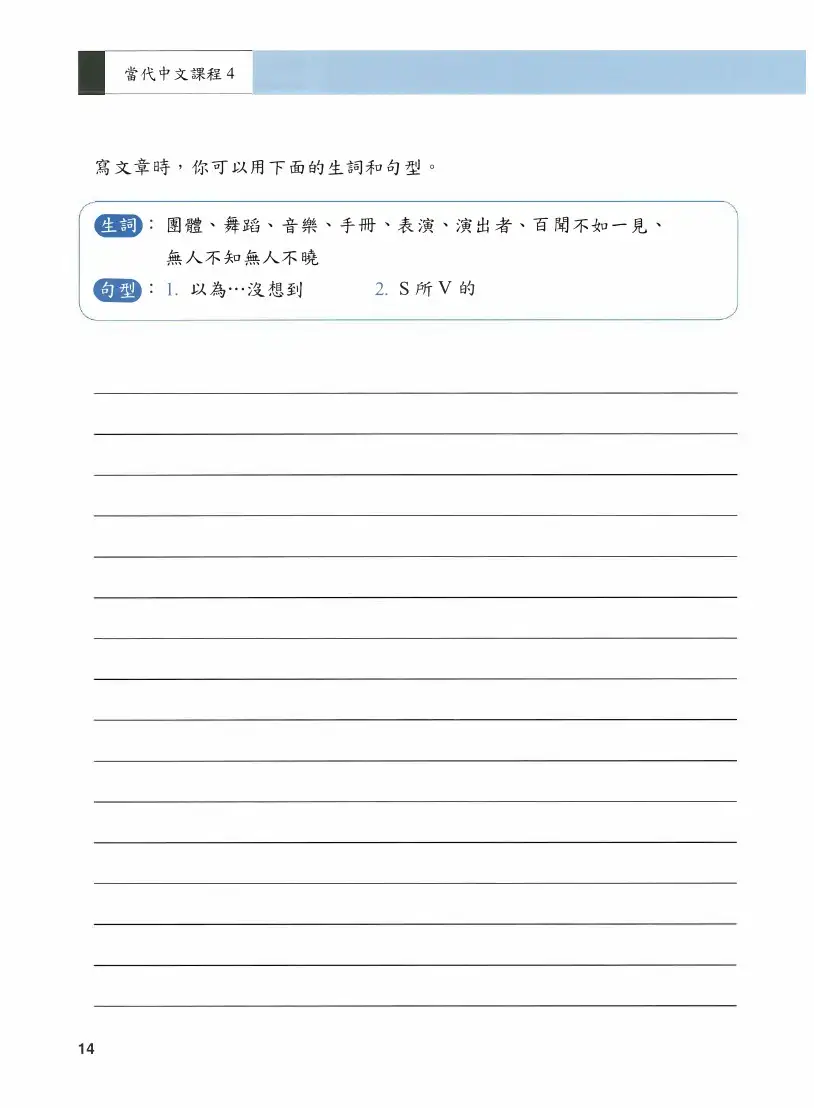 當代中文課程 4
寫文章時，你可以用下面的生詞和句型。
生詞：團體、舞蹈、音樂、手冊、表演、演出者、百聞不如一見、
無人不知無人不曉
句型：1. 以為…沒想到 2. S 所 V 的
14